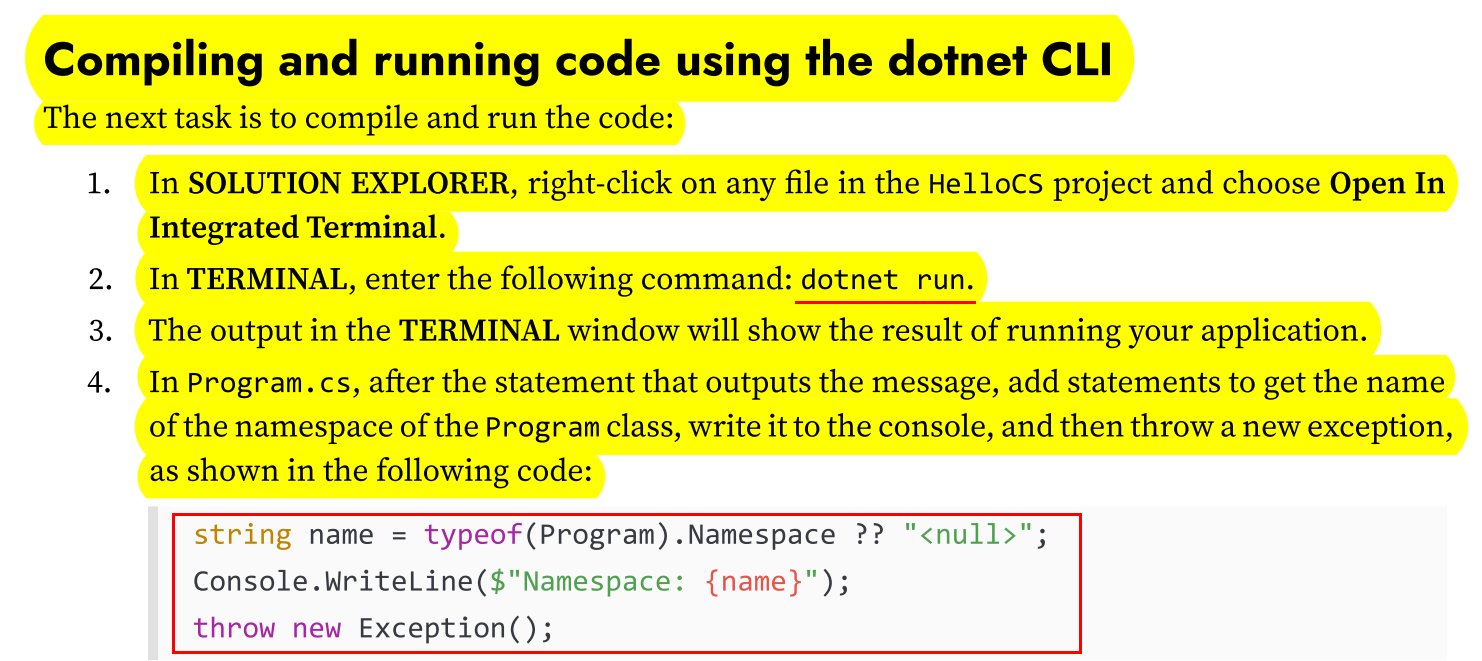 Compiling and running code using the dotnet CLI
The next task is to compile and run the code:
1. In SOLUTION EXPLORER, right-click on any file in the HelloCS project and choose Open In
Integrated Terminal.
2. In TERMINAL, enter the following command: dotnet run.
3. The output in the TERMINAL window will show the result of running your application.
4. In Program.cs, after the statement that outputs the message, add statements to get the name
of the namespace of the Program class, write it to the console, and then throw a new exception,
as shown in the following code:
string name = typeof(Program).Namespace ?? "<null>";
Console.WriteLine($"Namespace: {name}");
throw new Exception();